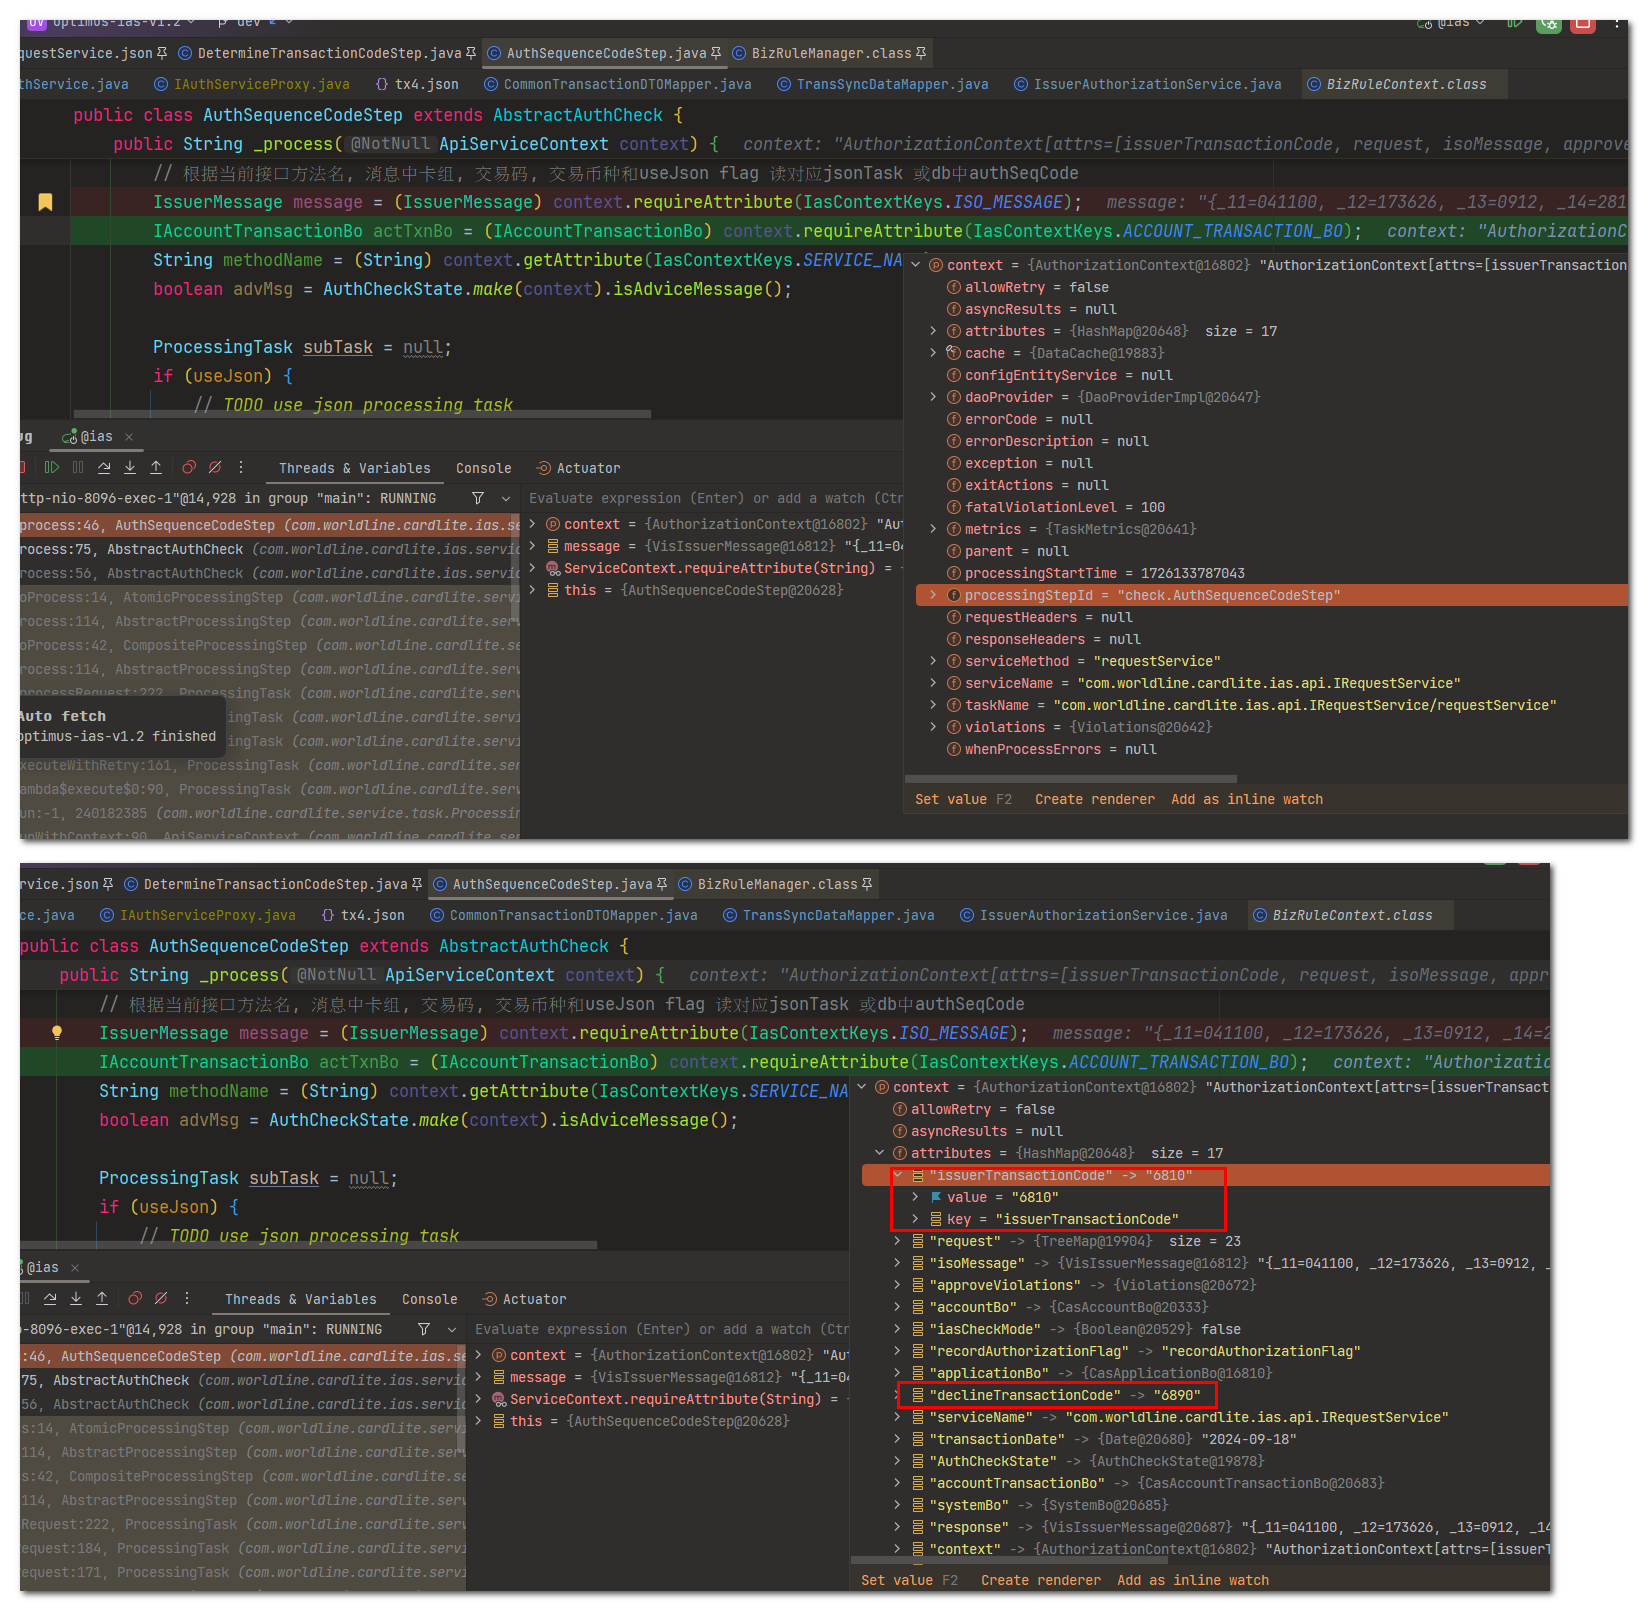 optimus-ias-v1.2 dev @ias
questService.json DetermineTransactionCodeStep.java AuthSequenceCodeStep.java BizRuleManager.class
thService.java IAuthServiceProxy.java tx4.json CommonTransactionDTOMapper.java TransSyncDataMapper.java IssuerAuthorizationService.java BizRuleContext.class
public class AuthSequenceCodeStep extends AbstractAuthCheck {
public String _process( @NotNull ApiServiceContext context) { context: "AuthorizationContext[attrs=[issuerTransactionCode, request, isoMessage, approve
// 根据当前接口方法名, 消息中卡组, 交易码, 交易币种和useJson flag 读对应jsonTask 或db中authSeqCode
IssuerMessage message = (IssuerMessage) context.requireAttribute(IasContextKeys.ISO_MESSAGE); message: "{_11=041100, _12=173626, _13=0912, _14=281
IAccountTransactionBo actTxnBo = (IAccountTransactionBo) context.requireAttribute(IasContextKeys.ACCOUNT_TRANSACTION_BO); context: "AuthorizationC
String methodName = (String) context.getAttribute(IasContextKeys.SERVICE_NA
boolean advMsg = AuthCheckState.make(context).isAdviceMessage();
ProcessingTask subTask = null;
if (useJson) {
// TODO use json processing task
context = {AuthorizationContext@16802} "AuthorizationContext[attrs=[issuerTransaction
allowRetry = false
asyncResults = null
attributes = {HashMap@20648} size = 17
cache = {DataCache@19883}
configEntityService = null
daoProvider = {DaoProviderImpl@20647}
errorCode = null
errorDescription = null
exception = null
exitActions = null
fatalViolationLevel = 100
metrics = {TaskMetrics@20641}
parent = null
processingStartTime = 1726133787043
processingStepId = "check.AuthSequenceCodeStep"
requestHeaders = null
responseHeaders = null
serviceMethod = "requestService"
serviceName = "com.worldline.cardlite.ias.api.IRequestService"
taskName = "com.worldline.cardlite.ias.api.IRequestService/requestService"
violations = {Violations@20642}
whenProcessErrors = null
Set value F2 Create renderer Add as inline watch
ug @ias
Threads & Variables Console Actuator
ttp-nio-8096-exec-1"@14,928 in group "main": RUNNING
Evaluate expression (Enter) or add a watch (Ctr
process:46, AuthSequenceCodeStep (com.worldline.cardlite.ias.se
rocess:75, AbstractAuthCheck (com.worldline.cardlite.ias.servic
rocess:56, AbstractAuthCheck (com.worldline.cardlite.ias.servic
oProcess:14, AtomicProcessingStep (com.worldline.cardlite.servi
rocess:114, AbstractProcessingStep (com.worldline.cardlite.serv
oProcess:42, CompositeProcessingStep (com.worldline.cardlite.se
rocess:114, AbstractProcessingStep (com.worldline.cardlite.serv
processRequest:222, ProcessingTask (com.worldline.cardlite.serv
ingTask (com.worldline.cardlite.serv
ingTask (com.worldline.cardlite.serv
Auto fetch
optimus-ias-v1.2 finished
xecuteWithRetry:161, ProcessingTask (com.worldline.cardlite.ser
ambda$execute$0:90, ProcessingTask (com.worldline.cardlite.serv
un:-1, 240182385 (com.worldline.cardlite.service.task.Processin
unWithContext:90, ApiServiceContext (com.worldline.cardlite.ser
context = {AuthorizationContext@16802} "Au
message = {VisIssuerMessage@16812} "{_11=04
ServiceContext.requireAttribute(String) =
this = {AuthSequenceCodeStep@20628}
rvice.json DetermineTransactionCodeStep.java AuthSequenceCodeStep.java BizRuleManager.class
ce.java IAuthServiceProxy.java tx4.json CommonTransactionDTOMapper.java TransSyncDataMapper.java IssuerAuthorizationService.java BizRuleContext.class
public class AuthSequenceCodeStep extends AbstractAuthCheck {
public String _process( @NotNull ApiServiceContext context) { context: "AuthorizationContext[attrs=[issuerTransactionCode, request, isoMessage, appr
// 根据当前接口方法名, 消息中卡组, 交易码, 交易币种和useJson flag 读对应jsonTask 或db中authSeqCode
IssuerMessage message = (IssuerMessage) context.requireAttribute(IasContextKeys.ISO_MESSAGE); message: "{_11=041100, _12=173626, _13=0912, _14=2
IAccountTransactionBo actTxnBo = (IAccountTransactionBo) context.requireAttribute(IasContextKeys.ACCOUNT_TRANSACTION_BO); context: "Authorizatio
String methodName = (String) context.getAttribute(IasContextKeys.SERVICE_NA
boolean advMsg = AuthCheckState.make(context).isAdviceMessage();
ProcessingTask subTask = null;
if (useJson) {
// TODO use json processing task
context = {AuthorizationContext@16802} "AuthorizationContext[attrs=[issuerTransact
allowRetry = false
asyncResults = null
attributes = {HashMap@20648} size = 17
"issuerTransactionCode" -> "6810"
value = "6810"
key = "issuerTransactionCode"
"request" -> {TreeMap@19904} size = 23
"isoMessage" -> {VisIssuerMessage@16812} "{_11=041100, _12=173626, _13=0912, _
"approveViolations" -> {Violations@20672}
"accountBo" -> {CasAccountBo@20333}
"iasCheckMode" -> {Boolean@20529} false
"recordAuthorizationFlag" -> "recordAuthorizationFlag"
"applicationBo" -> {CasApplicationBo@16810}
"declineTransactionCode" -> "6890"
"serviceName" -> "com.worldline.cardlite.ias.api.IRequestService"
"transactionDate" -> {Date@20680} "2024-09-18"
"AuthCheckState" -> {AuthCheckState@19878}
"accountTransactionBo" -> {CasAccountTransactionBo@20683}
"systemBo" -> {SystemBo@20685}
"response" -> {VisIssuerMessage@20687} "{_11=041100, _12=173626, _13=0912, _14
"context" -> {AuthorizationContext@16802} "AuthorizationContext[attrs=[issuerT
Set value F2 Create renderer Add as inline watch
@ias
Threads & Variables Console Actuator
o-8096-exec-1"@14,928 in group "main": RUNNING
Evaluate expression (Enter) or add a watch (Ctr
:46, AuthSequenceCodeStep (com.worldline.cardlite.ias.se
75, AbstractAuthCheck (com.worldline.cardlite.ias.servic
56, AbstractAuthCheck (com.worldline.cardlite.ias.servic
s:14, AtomicProcessingStep (com.worldline.cardlite.servi
114, AbstractProcessingStep (com.worldline.cardlite.serv
s:42, CompositeProcessingStep (com.worldline.cardlite.se
114, AbstractProcessingStep (com.worldline.cardlite.serv
Request:222, ProcessingTask (com.worldline.cardlite.serv
equest:184, ProcessingTask (com.worldline.cardlite.servi
equest:171, ProcessingTask (com.worldline.cardlite.servi
context = {AuthorizationContext@16802} "Au
message = {VisIssuerMessage@16812} "{_11=04
ServiceContext.requireAttribute(String) =
this = {AuthSequenceCodeStep@20628}